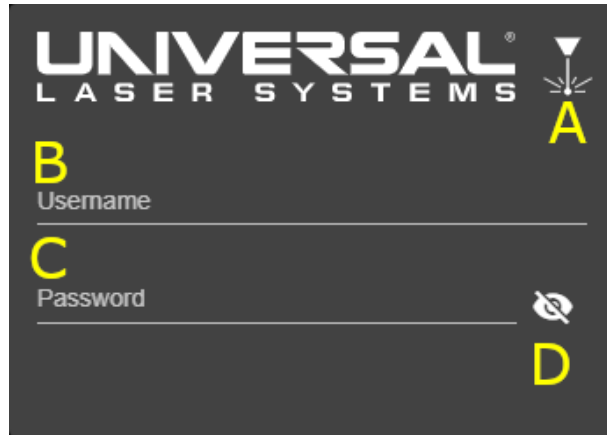 UNIVERSAL®
LASER SYSTEMS
A
B
Username
C
Password
D